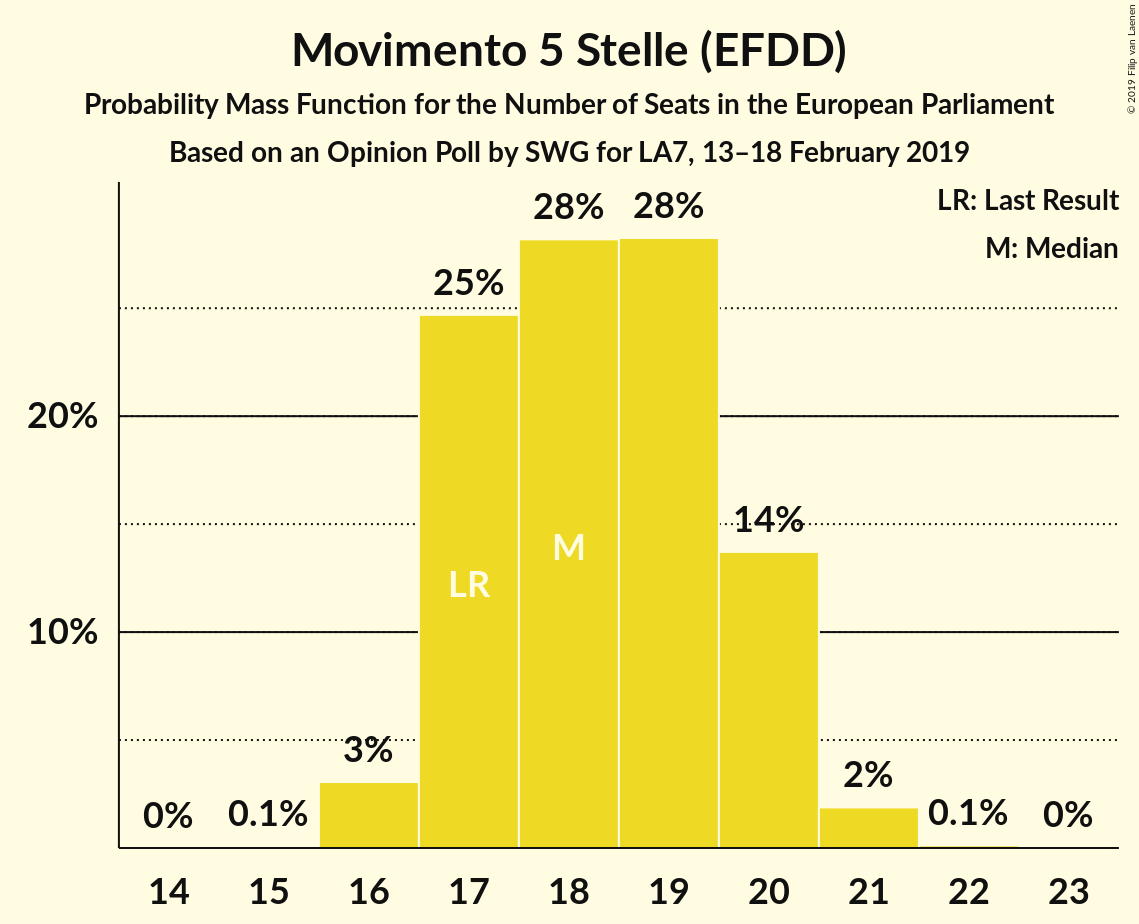 Movimento 5 Stelle (EFDD)
Probability Mass Function for the Number of Seats in the European Parliament
Based on an Opinion Poll by SWG for LA7, 13–18 February 2019
© 2019 Filip van Laenen
LR: Last Result
M: Median
28%
28%
25%
20%
14%
M
LR
10%
3%
2%
0%
0.1%
0.1%
0%
14
15
16
17
18
19
20
21
22
23